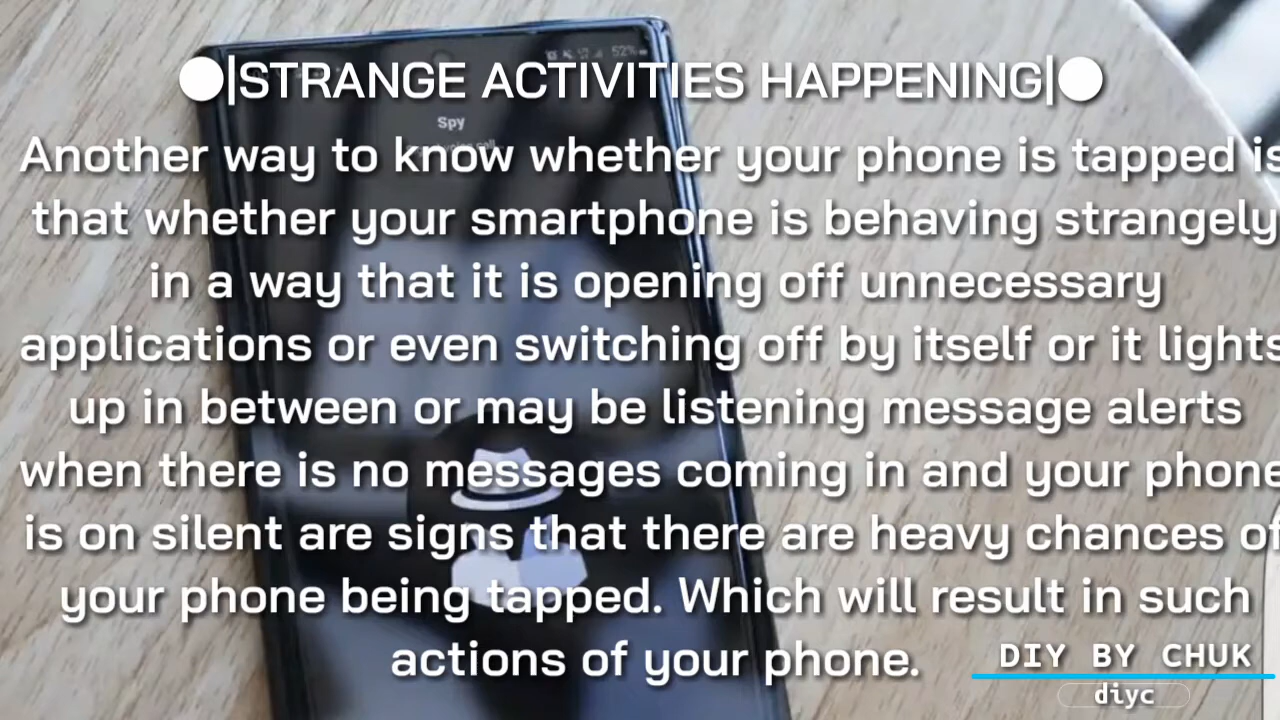 52%
●|STRANGE ACTIVITIES HAPPENING|●
Spy
Another way to know whether your phone is tapped is
that whether your smartphone is behaving strangely
in a way that it is opening off unnecessary
applications or even switching off by itself or it lights
up in between or may be listening message alerts
when there is no messages coming in and your phone
is on silent are signs that there are heavy chances of
your phone being tapped. Which will result in such
actions of your phone.
DIY BY CHUK
diyc